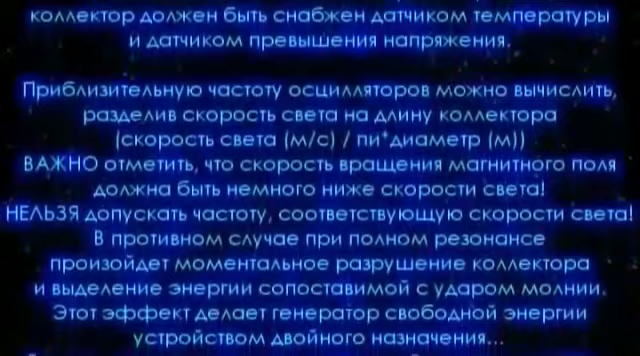 коллектор должен быть снабжен датчиком температуры
и датчиком превышения напряжения.
Приблизительную частоту осцилляторов можно вычислить,
разделив скорость света на длину коллектора
(скорость света (м/с) / пи*диаметр (м))
ВАЖНО отметить, что скорость вращения магнитного поля
должна быть немного ниже скорости света!
НЕЛЬЗЯ допускать частоту, соответствующую скорости света!
В противном случае при полном резонансе
произойдет моментальное разрушение коллектора
и выделение энергии сопоставимой с ударом молнии.
Этот эффект делает генератор свободной энергии
устройством двойного назначения...